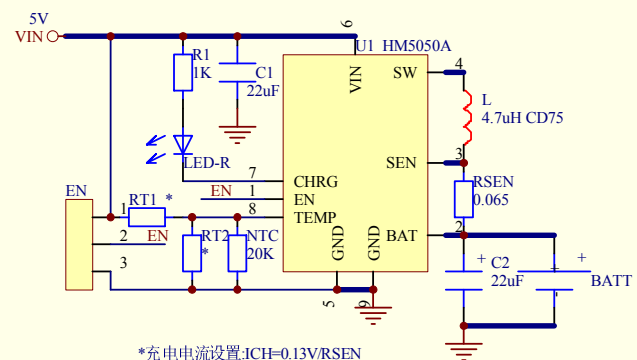 5V
VIN
6
U1 HM5050A
R1
1K
C1
22uF
VIN
SW
4
L
4.7uH CD75
LED-R
7
CHRG
SEN
3
EN
1
EN
RSEN
0.065
EN
RT1
*
1
8
TEMP
2
EN
RT2
*
NTC
20K
GND
GND
BAT
2
3
5
9
+
C2
22uF
+
+
-
BATT
*充电电流设置:ICH=0.13V/RSEN